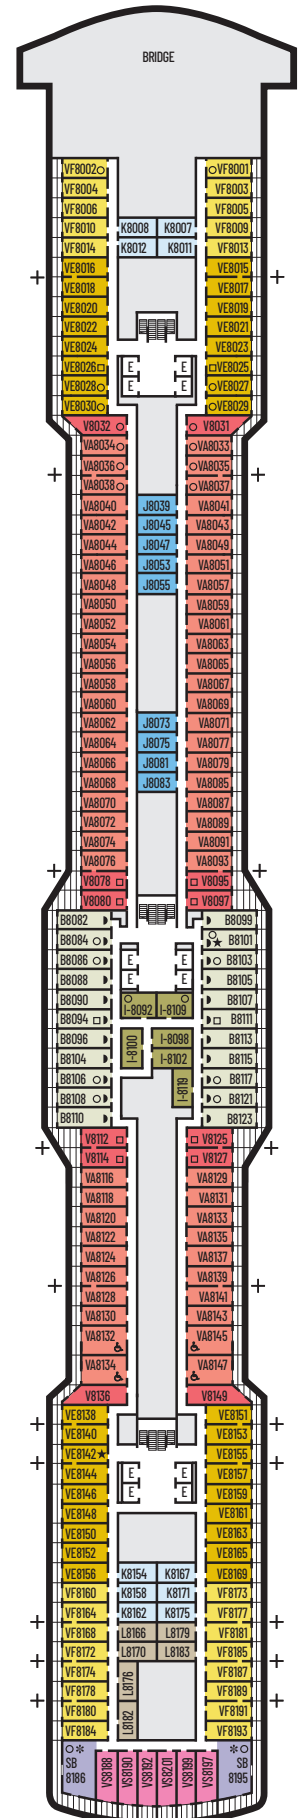 BRIDGE
VF8002 VF8001
VF8004 VF8003
VF8006 VF8005
VF8010 K8008 K8007 VF8009
VF8014 K8012 K8011 VF8013
VE8016 VE8015
VE8018 VE8017
VE8020 VE8019
VE8022 VE8021
VE8024 VE8023
VE8026 E E VE8025
VE8028 E E VE8027
VE8030 VE8029
V8032 V8031
VA8034 VA8033
VA8036 VA8035
VA8038 VA8037
VA8040 J8039 VA8041
VA8042 J8045 VA8043
VA8044 J8047 VA8049
VA8046 J8053 VA8051
VA8048 J8055 VA8057
VA8050 VA8059
VA8052 VA8061
VA8054 VA8063
VA8056 VA8065
VA8058 VA8067
VA8060 VA8069
VA8062 J8073 VA8071
VA8064 J8075 VA8077
VA8066 J8081 VA8079
VA8068 J8083 VA8085
VA8070 VA8087
VA8072 VA8089
VA8074 VA8091
VA8076 VA8093
V8078 V8095
V8080 V8097
B8082 B8099
B8084 B8101
B8086 E E B8103
B8088 E E B8105
B8090 I-8092 I-8109 B8107
B8094 B8111
B8096 I-8100 I-8098 B8113
B8104 I-8102 B8115
B8106 I-8119 B8117
B8108 B8121
B8110 B8123
V8112 V8125
V8114 V8127
VA8116 VA8129
VA8118 VA8131
VA8120 VA8133
VA8122 VA8135
VA8124 VA8137
VA8126 VA8139
VA8128 VA8141
VA8130 VA8143
VA8132 VA8145
VA8134 VA8147
V8136 V8149
VE8138 VE8151
VE8140 VE8153
VE8142 VE8155
VE8144 E E VE8157
VE8146 E E VE8159
VE8148 VE8161
VE8150 VE8163
VE8152 VE8165
VE8156 K8154 K8167 VE8169
VF8160 K8158 K8171 VF8173
VF8164 K8162 K8175 VF8177
VF8168 L8166 L8179 VF8181
VF8172 L8170 L8183 VF8185
VF8174 L8176 VF8187
VF8178 VF8189
VF8180 L8182 VF8191
VF8184 VF8193
SB
8186
VS8188
VS8190
VS8192
VS8201
VS8199
VS8197
SB
8195